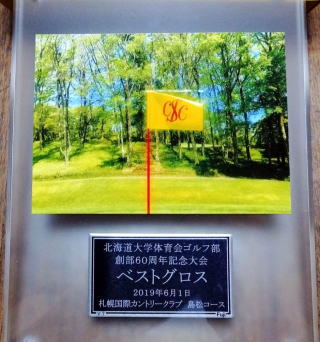 北海道大学体育会ゴルフ部
創部60周年記念大会
ベストグロス
2019年6月1日
札幌国際カントリークラブ 島松コース